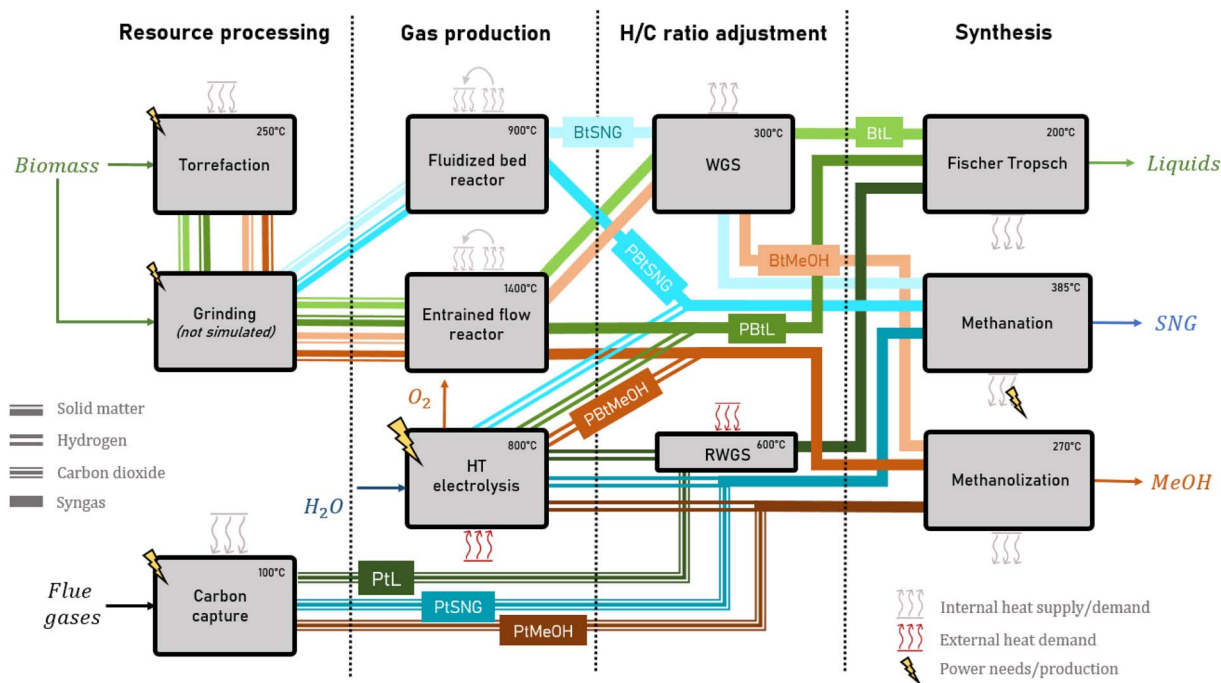 Resource processing
Gas production
H/C ratio adjustment
Synthesis
250°C
Torrefaction
900°C
Fluidized bed
reactor
BtSNG
300°C
WGS
BtL
200°C
Fischer Tropsch
Biomass
Liquids
PBtSNG
BtMeOH
Grinding
(not simulated)
1400°C
Entrained flow
reactor
PBtL
385°C
Methanation
SNG
O2
PBtMeOH
Solid matter
Hydrogen
Carbon dioxide
Syngas
800°C
HT
electrolysis
H2O
600°C
RWGS
270°C
Methanolization
MeOH
Flue
gases
100°C
Carbon
capture
PtL
PtSNG
PtMeOH
Internal heat supply/demand
External heat demand
Power needs/production